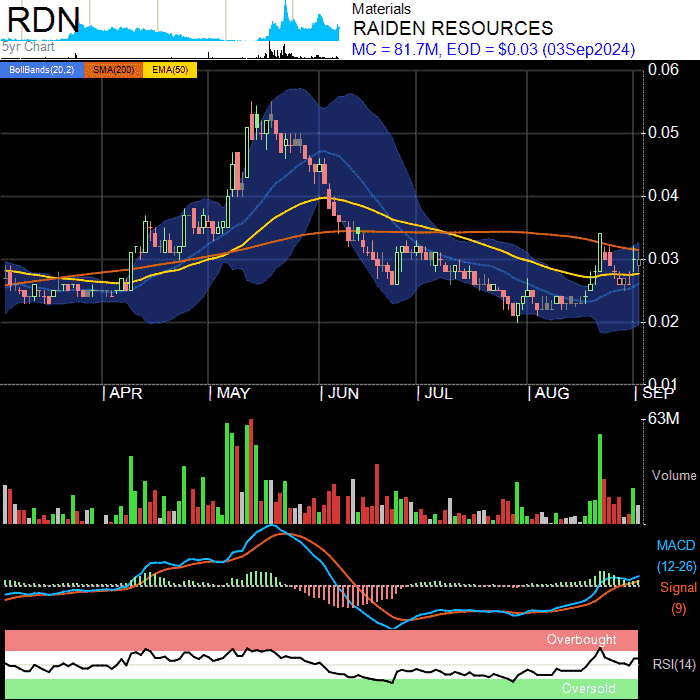 RDN
5yr Chart
Materials
RAIDEN RESOURCES
MC = 81.7M, EOD = $0.03 (03Sep2024)
BollBands(20,2) SMA(200) EMA(50)
0.06
0.05
0.04
0.03
0.02
0.01
APR MAY JUN JUL AUG SEP
63M
Volume
MACD
(12-26)
Signal
(9)
Overbought
RSI(14)
Oversold